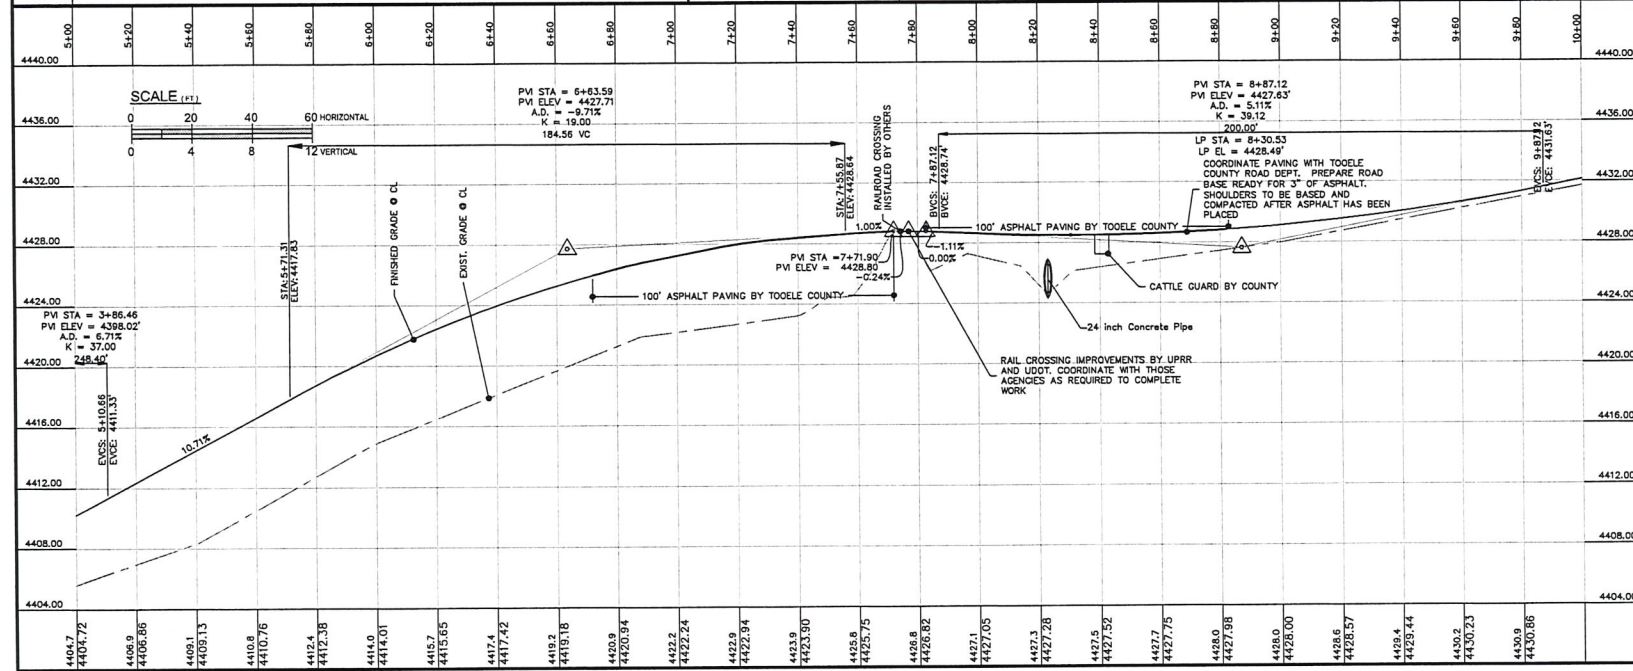 5+00 5+20 5+40 5+60 5+80 6+00 6+20 6+40 6+60 6+80 7+00 7+20 7+40 7+60 7+80 8+00 8+20 8+40 8+60 8+80 9+00 9+20 9+40 9+60 9+80 10+00
4440.00
4436.00
4432.00
4428.00
4424.00
4420.00
4416.00
4412.00
4408.00
4404.00
SCALE (FT)
0 20 40 60 HORIZONTAL
0 4 8 12 VERTICAL
PVI STA = 3+86.46
PVI ELEV = 4398.02'
A.D. = 6.71%
K = 37.00
248.40'
EVCS: 5+10.66
EVCE: 4411.33'
10.71%
STA: 5+71.31
ELEV: 4417.83
FINISHED GRADE @ CL
EXIST. GRADE @ CL
PVI STA = 6+63.59
PVI ELEV = 4427.71
A.D. = -9.71%
K = 19.00
184.56 VC
100' ASPHALT PAVING BY TOOELE COUNTY
STA: 7+55.87
ELEV: 4428.64
1.00%
RAILROAD CROSSING
INSTALLED BY OTHERS
PVI STA =7+71.90
PVI ELEV = 4428.80
-0.24%
-0.00%
-1.11%
BVCS: 7+87.12
BVCE: 4428.74'
PVI STA = 8+87.12
PVI ELEV = 4427.63'
A.D. = 5.11%
K = 39.12
200.00'
LP STA = 8+30.53
LP EL = 4428.49'
COORDINATE PAVING WITH TOOELE
COUNTY ROAD DEPT. PREPARE ROAD
BASE READY FOR 3" OF ASPHALT.
SHOULDERS TO BE BASED AND
COMPACTED AFTER ASPHALT HAS BEEN
PLACED
100' ASPHALT PAVING BY TOOELE COUNTY
CATTLE GUARD BY COUNTY
24 inch Concrete Pipe
RAIL CROSSING IMPROVEMENTS BY UPRR
AND UDOT. COORDINATE WITH THOSE
AGENCIES AS REQUIRED TO COMPLETE
WORK
EVCS: 9+87.12
EVCE: 4431.63'
4440.00
4436.00
4432.00
4428.00
4424.00
4420.00
4416.00
4412.00
4408.00
4404.00
4404.7
4404.72
4406.9
4406.86
4409.1
4409.13
4410.8
4410.76
4412.4
4412.38
4414.0
4414.01
4415.7
4415.65
4417.4
4417.42
4419.2
4419.18
4420.9
4420.94
4422.2
4422.24
4422.9
4422.94
4423.9
4423.90
4425.8
4425.75
4426.8
4426.82
4427.1
4427.05
4427.3
4427.28
4427.5
4427.52
4427.7
4427.75
4428.0
4427.98
4428.0
4428.00
4428.6
4428.57
4429.4
4429.44
4430.2
4430.23
4430.9
4430.86